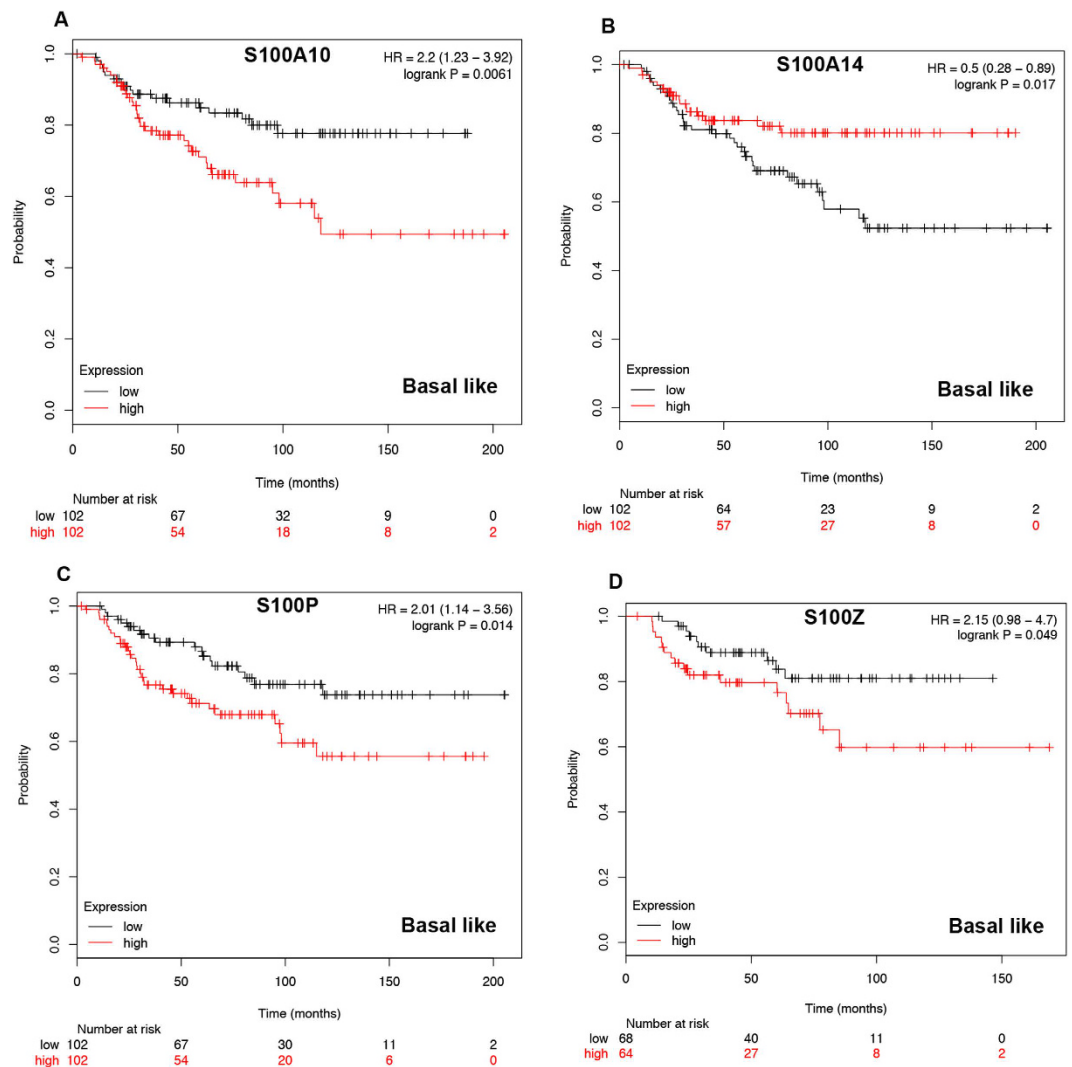 A
S100A10
HR = 2.2 (1.23 − 3.92)
logrank P = 0.0061
Probability
1.0
0.8
0.6
0.4
0.2
0.0
Expression
low
high
Basal like
0 50 100 150 200
Time (months)
Number at risk
low 102 67 32 9 0
high 102 54 18 8 2
B
S100A14
HR = 0.5 (0.28 − 0.89)
logrank P = 0.017
Probability
1.0
0.8
0.6
0.4
0.2
0.0
Expression
low
high
Basal like
0 50 100 150 200
Time (months)
Number at risk
low 102 64 23 9 2
high 102 57 27 8 0
C
S100P
HR = 2.01 (1.14 − 3.56)
logrank P = 0.014
Probability
1.0
0.8
0.6
0.4
0.2
0.0
Expression
low
high
Basal like
0 50 100 150 200
Time (months)
Number at risk
low 102 67 30 11 2
high 102 54 20 6 0
D
S100Z
HR = 2.15 (0.98 − 4.7)
logrank P = 0.049
Probability
1.0
0.8
0.6
0.4
0.2
0.0
Expression
low
high
Basal like
0 50 100 150
Time (months)
Number at risk
low 68 40 11 0
high 64 27 8 2